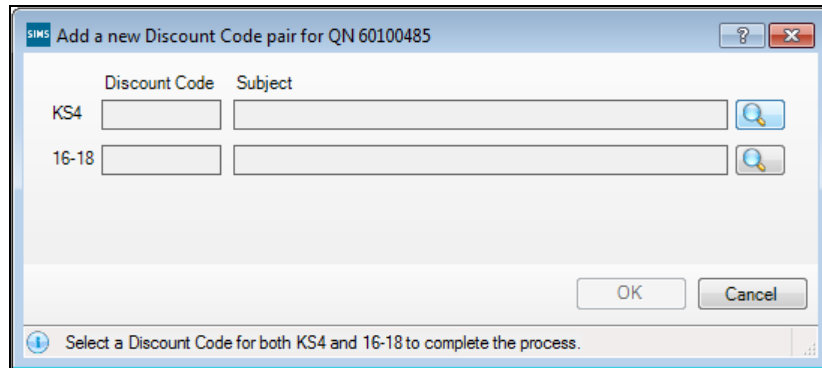 SIMS Add a new Discount Code pair for QN 60100485
? X
Discount Code Subject
KS4
16-18
OK Cancel
Select a Discount Code for both KS4 and 16-18 to complete the process.